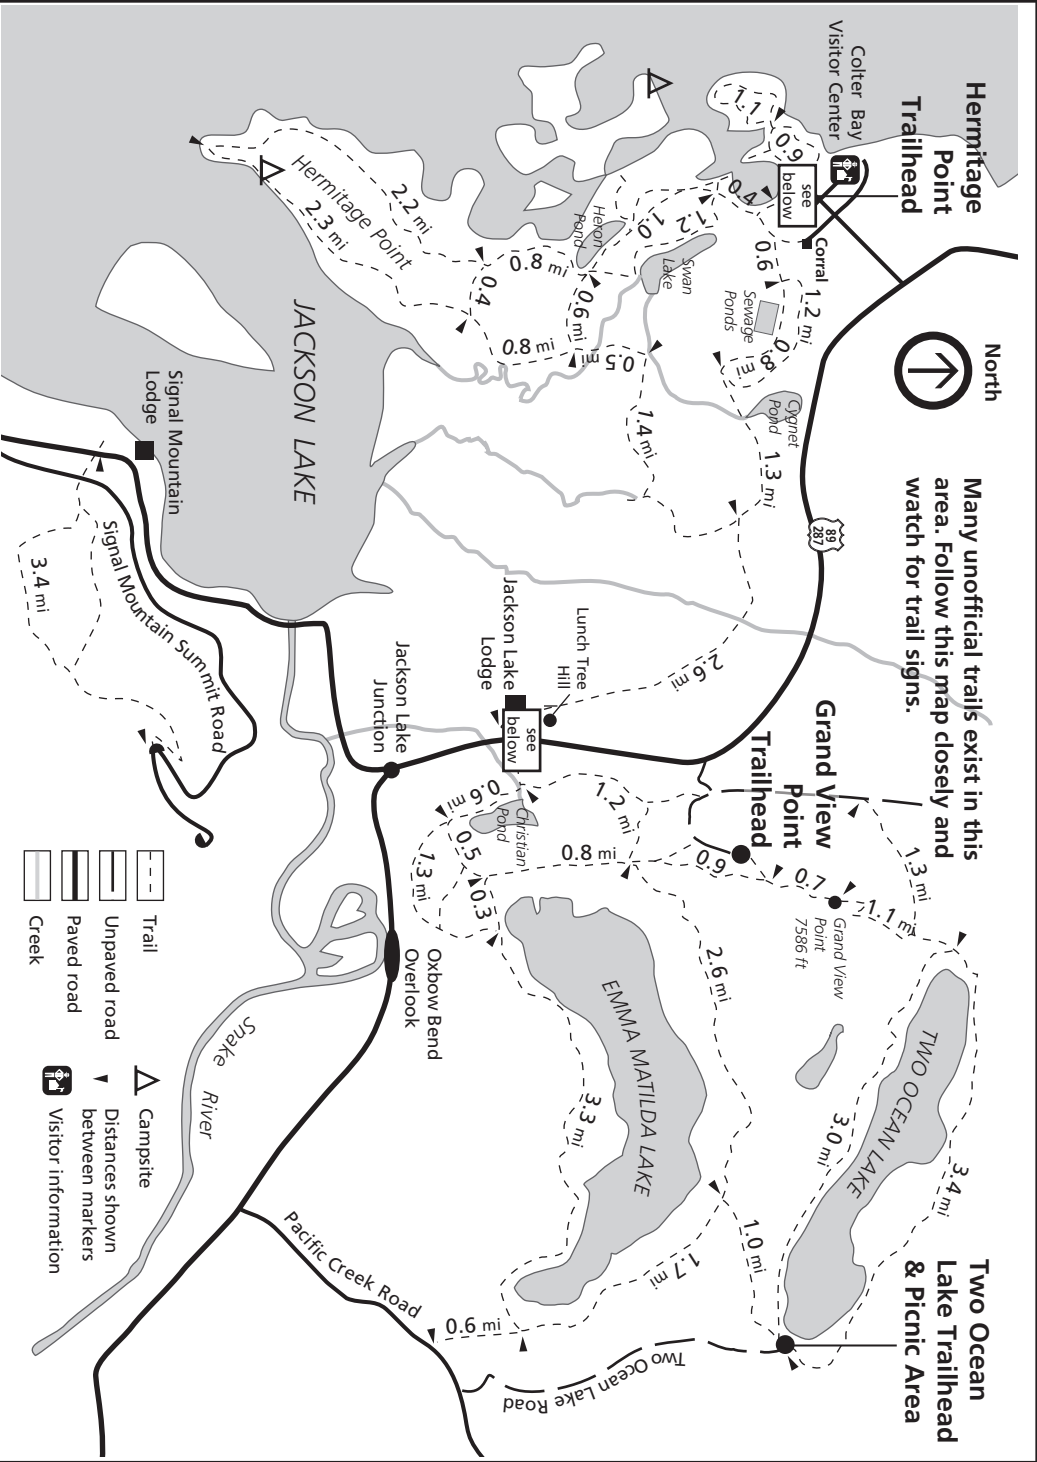 Hermitage
Point
Trailhead
Colter Bay
Visitor Center
see
below
Corral
North
Many unofficial trails exist in this
area. Follow this map closely and
watch for trail signs.
89
287
1.1
0.9
0.4
0.6
1.2 mi
Sewage
Ponds
0.8 mi
Cygnet
Pond
1.3 mi
Swan
Lake
1.2
1.0
Heron
Pond
0.8 mi
0.6 mi
0.5 mi
1.4 mi
0.4
0.8 mi
2.2 mi
Hermitage Point
2.3 mi
JACKSON LAKE
Signal Mountain
Lodge
Signal Mountain Summit Road
3.4 mi
2.6 mi
Lunch Tree
Hill
Jackson Lake
Lodge
see
below
Jackson Lake
Junction
Grand View
Point
Trailhead
1.3 mi
0.9
0.7
1.1 mi
Grand View
Point
7586 ft
1.2 mi
0.8 mi
0.6 mi
Christian
Pond
0.5
0.3
1.3 mi
2.6 mi
EMMA MATILDA LAKE
3.3 mi
TWO OCEAN LAKE
3.0 mi
3.4 mi
1.0 mi
1.7 mi
0.6 mi
Two Ocean
Lake Trailhead
& Picnic Area
Two Ocean Lake Road
Pacific Creek Road
Oxbow Bend
Overlook
Snake River
Trail
Unpaved road
Paved road
Creek
Campsite
Distances shown
between markers
Visitor information